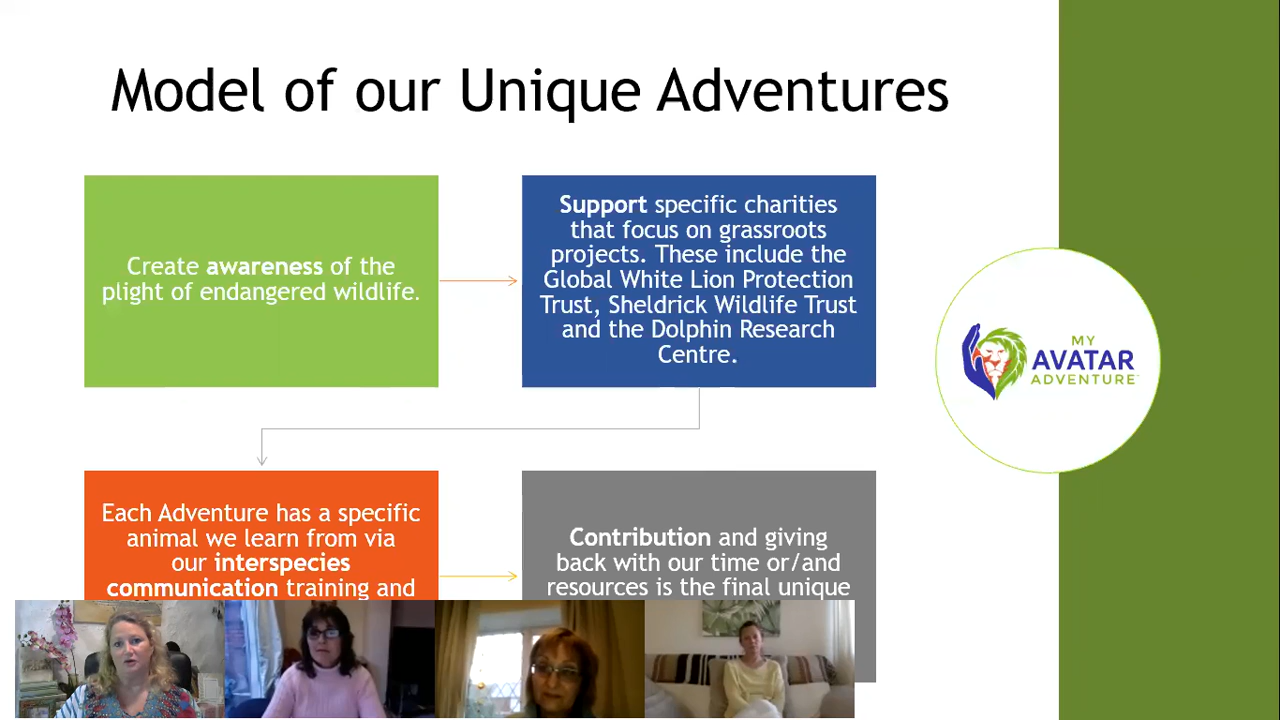 Model of our Unique Adventures
Create awareness of the
plight of endangered wildlife.
Support specific charities
that focus on grassroots
projects. These include the
Global White Lion Protection
Trust, Sheldrick Wildlife Trust
and the Dolphin Research
Centre.
MY
AVATAR
ADVENTURE
Each Adventure has a specific
animal we learn from via
our interspecies
communication training and
Contribution and giving
back with our time or/and
resources is the final unique